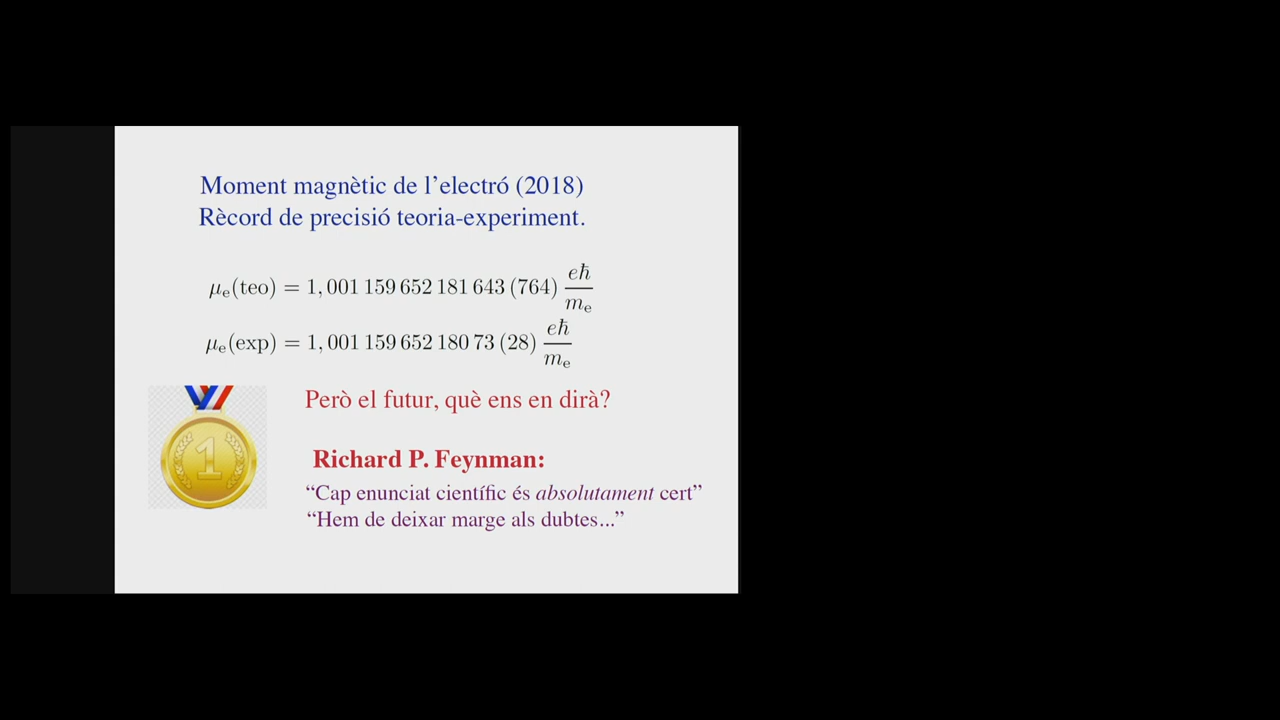 Moment magnètic de l'electró (2018)
Rècord de precisió teoria-experiment.
μₑ(teo) = 1, 001 159 652 181 643 (764) eħ/mₑ
μₑ(exp) = 1, 001 159 652 180 73 (28) eħ/mₑ
1
Però el futur, què ens en dirà?
Richard P. Feynman:
“Cap enunciat científic és absolutament cert”
“Hem de deixar marge als dubtes...”